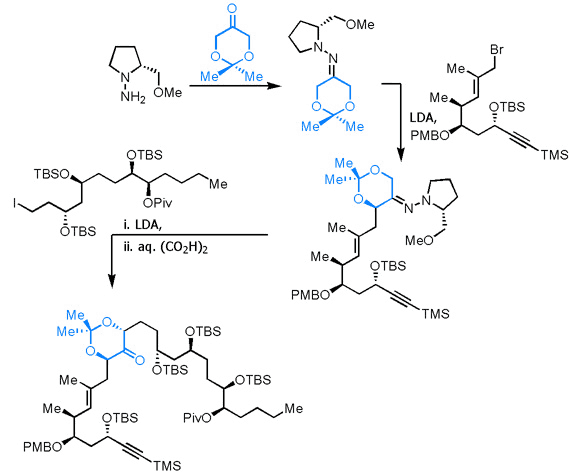 O
O O
Me Me
N
NH2
OMe
N
OMe
N
O O
Me Me
LDA,
Br
Me
Me
OTBS
PMBO
TMS
OTBS
TBSO
Me
I
OPiv
OTBS
i. LDA,
ii. aq. (CO2H)2
Me
Me
O
O
N
N
MeO
Me
Me
OTBS
PMBO
TMS
Me
Me
O
O
O
OTBS
OTBS
OTBS
PivO
Me
Me
Me
OTBS
PMBO
TMS